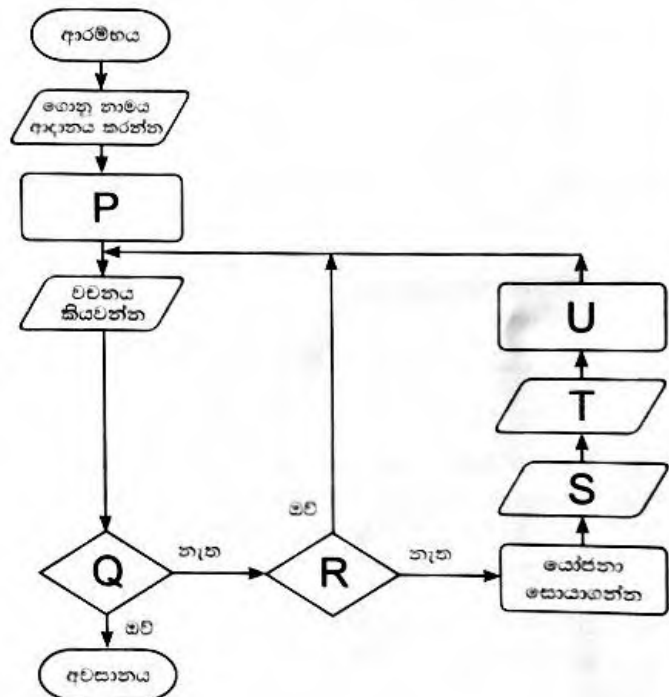 ආරම්භය
ගොනු නාමය
ආදානය කරන්න
P
වචනය
කියවන්න
U
T
S
ඔව්
Q
නැත
R
නැත
යෝජනා
සොයාගන්න
ඔව්
අවසානය